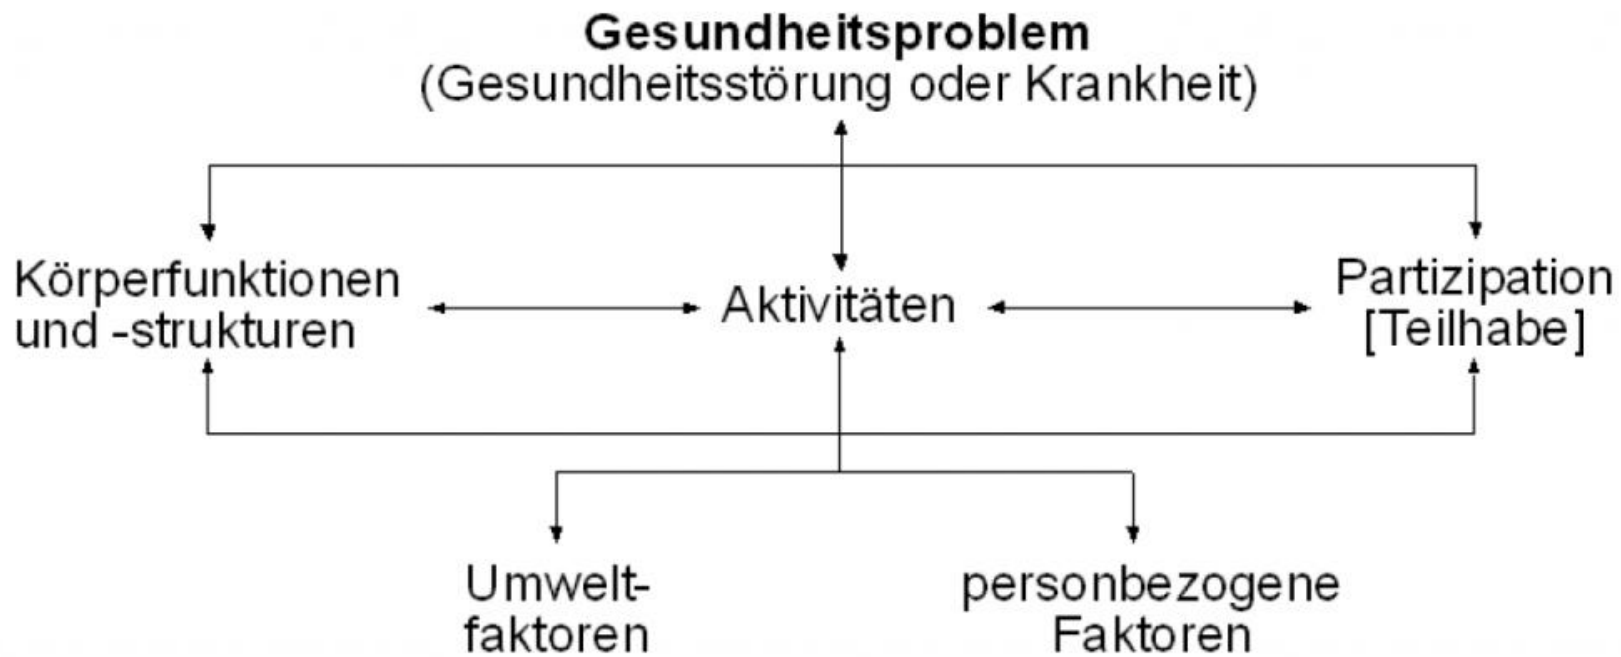 Gesundheitsproblem
(Gesundheitsstörung oder Krankheit)
Körperfunktionen
und -strukturen
Aktivitäten
Partizipation
[Teilhabe]
Umwelt-
faktoren
personbezogene
Faktoren